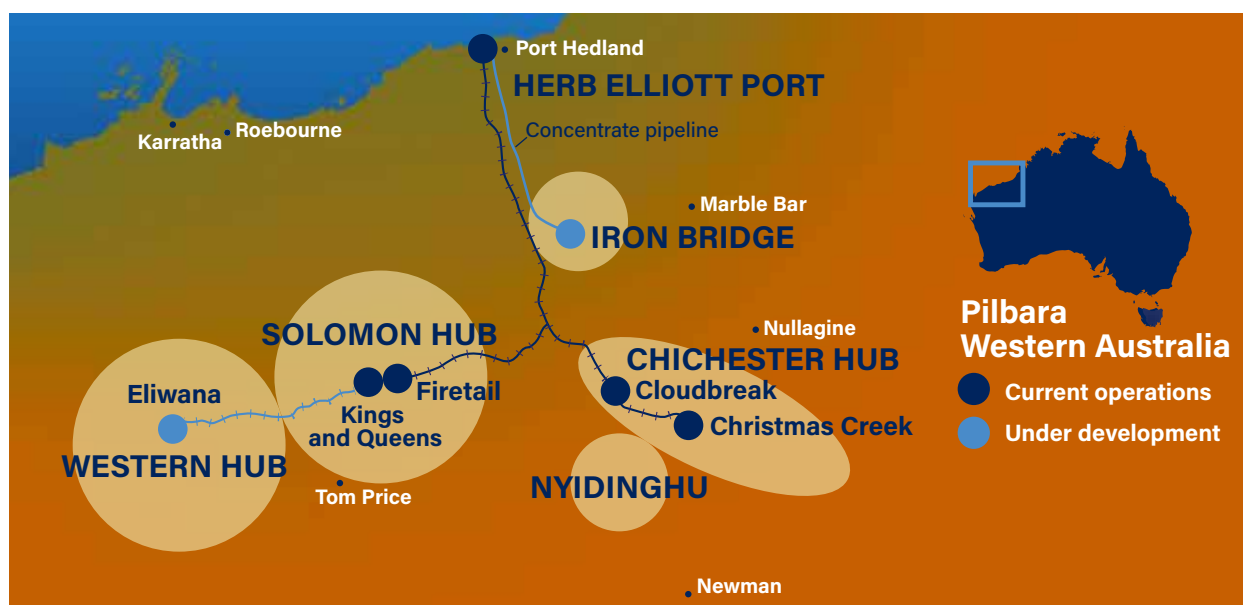 Port Hedland
HERB ELLIOTT PORT
Concentrate pipeline
Karratha
Roebourne
Marble Bar
IRON BRIDGE
SOLOMON HUB
Nullagine
CHICHESTER HUB
Eliwana
Firetail
Kings
and Queens
Cloudbreak
Christmas Creek
WESTERN HUB
Tom Price
NYIDINGHU
Newman
Pilbara
Western Australia
Current operations
Under development